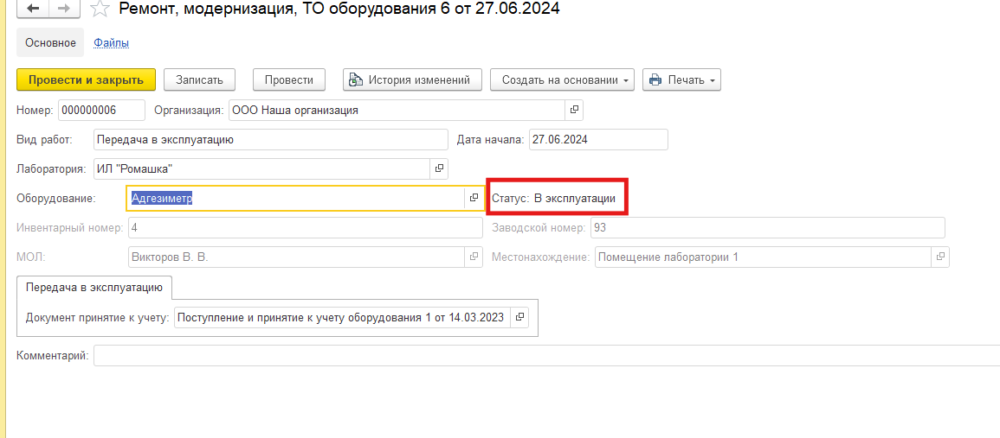 Ремонт, модернизация, ТО оборудования 6 от 27.06.2024
Основное Файлы
Провести и закрыть Записать Провести История изменений Создать на основании Печать
Номер: 000000006 Организация: ООО Наша организация
Вид работ: Передача в эксплуатацию Дата начала: 27.06.2024
Лаборатория: ИЛ "Ромашка"
Оборудование: Адгезиметр Статус: В эксплуатации
Инвентарный номер: 4 Заводской номер: 93
МОЛ: Викторов В. В. Местонахождение: Помещение лаборатории 1
Передача в эксплуатацию
Документ принятие к учету: Поступление и принятие к учету оборудования 1 от 14.03.2023
Комментарий: